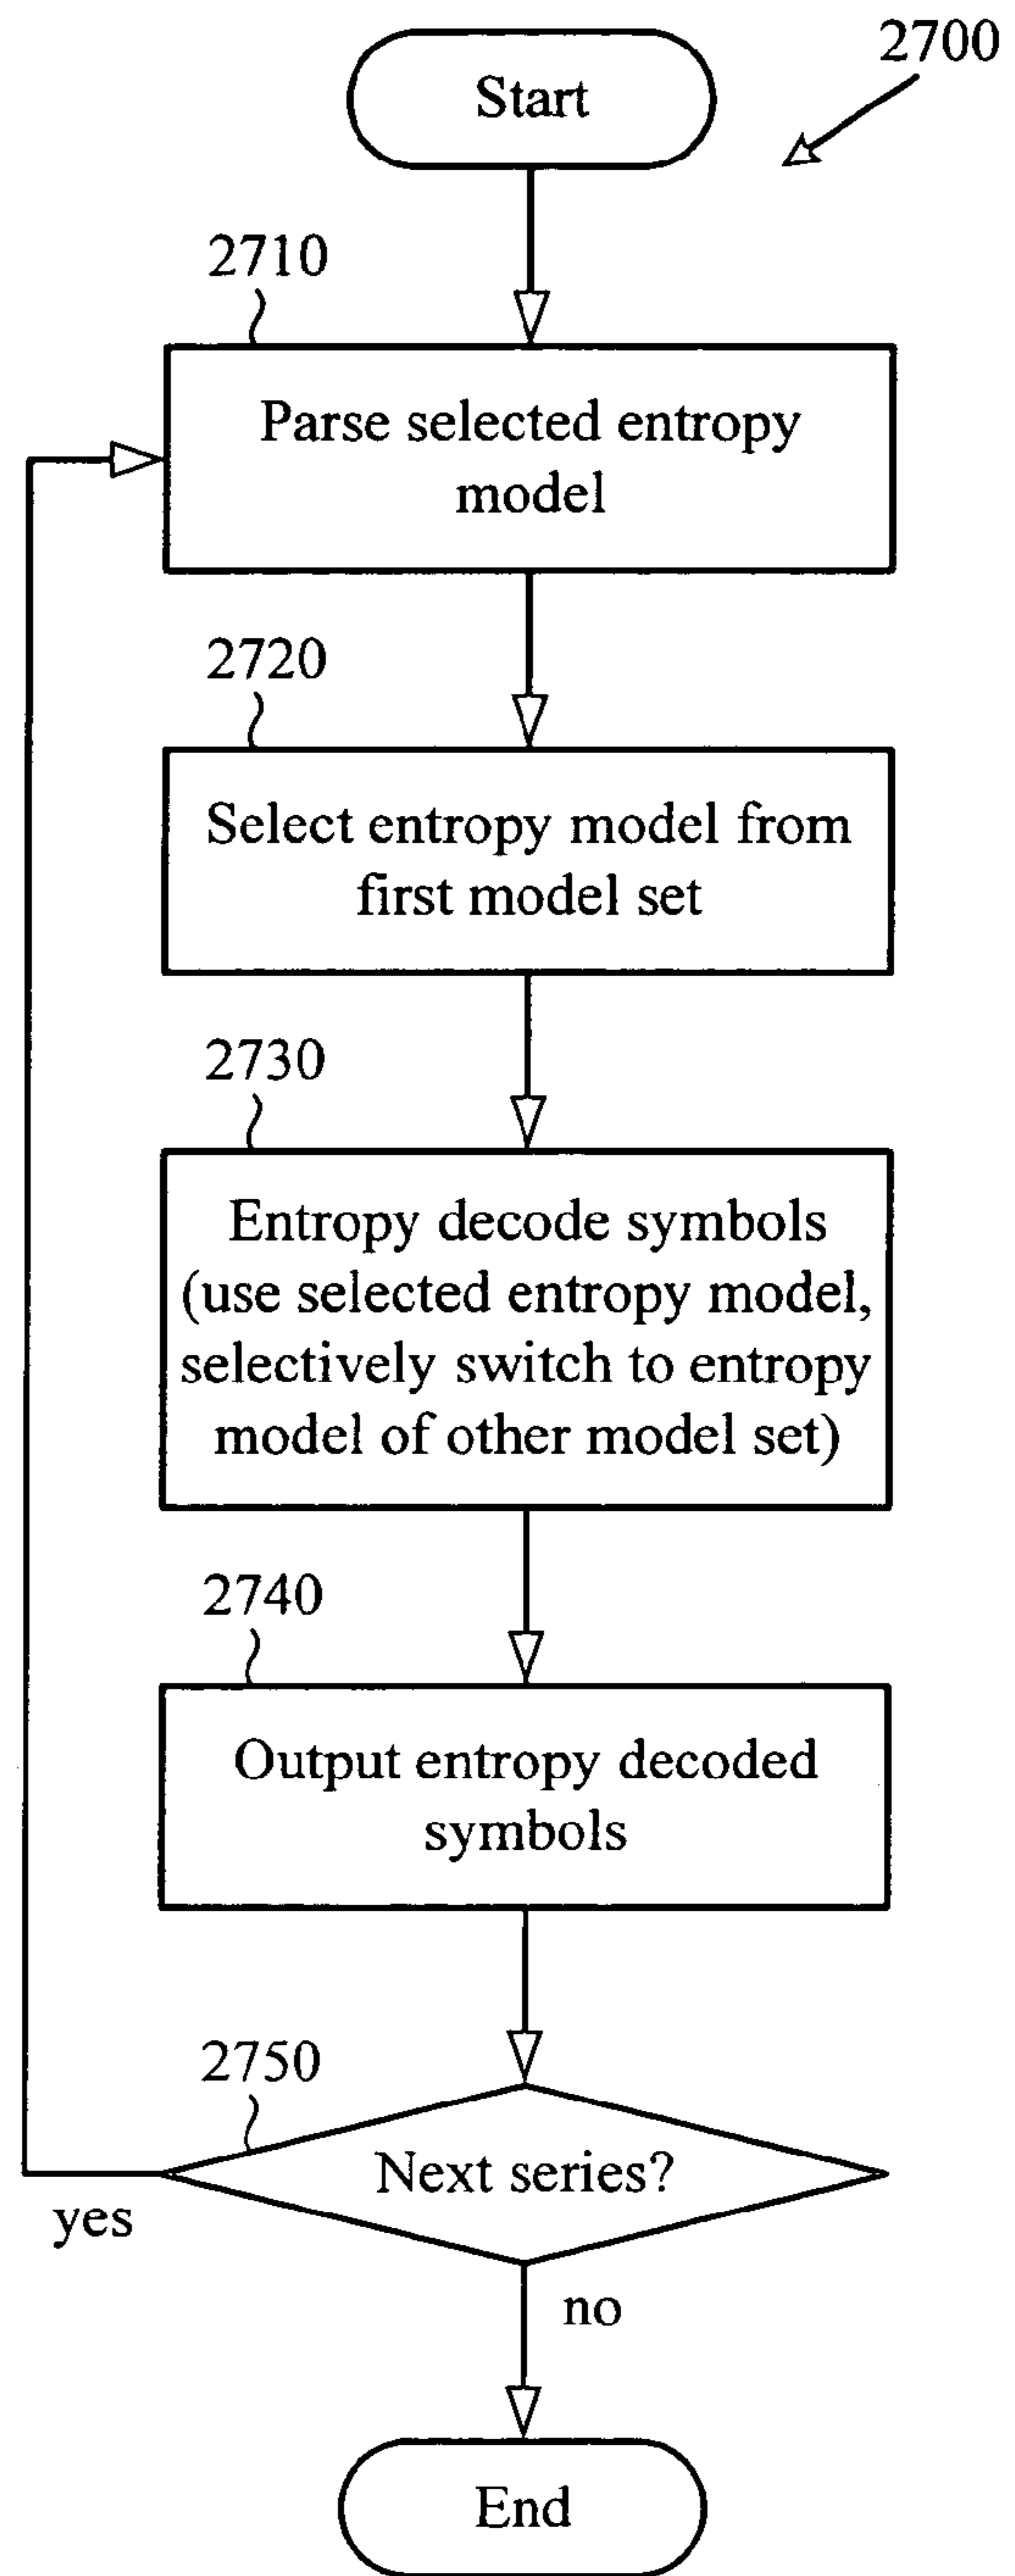 2700
Start
2710
Parse selected entropy
model
2720
Select entropy model from
first model set
2730
Entropy decode symbols
(use selected entropy model,
selectively switch to entropy
model of other model set)
2740
Output entropy decoded
symbols
2750
Next series?
yes
no
End